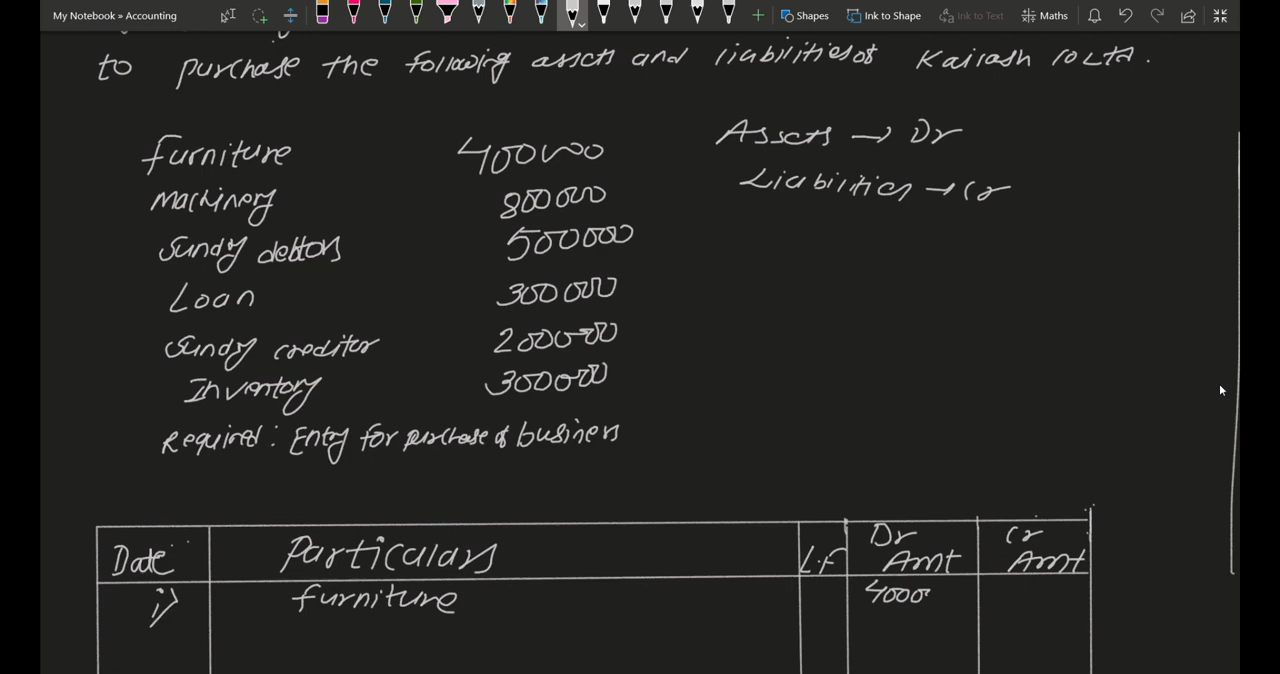 My Notebook » Accounting
Shapes
Ink to Shape
Ink to Text
Maths
to purchase the following assets and liabilities of Kailash Co Ltd.
Furniture 400000
Machinery 800000
Sundy debtors 500000
Loan 300000
Sundy creditor 200000
Inventory 300000
Assets → Dr
Liabilities → Cr
Required: Entry for purchase of business
Date Particulars L.F Dr Amt Cr Amt
i) furniture 4000